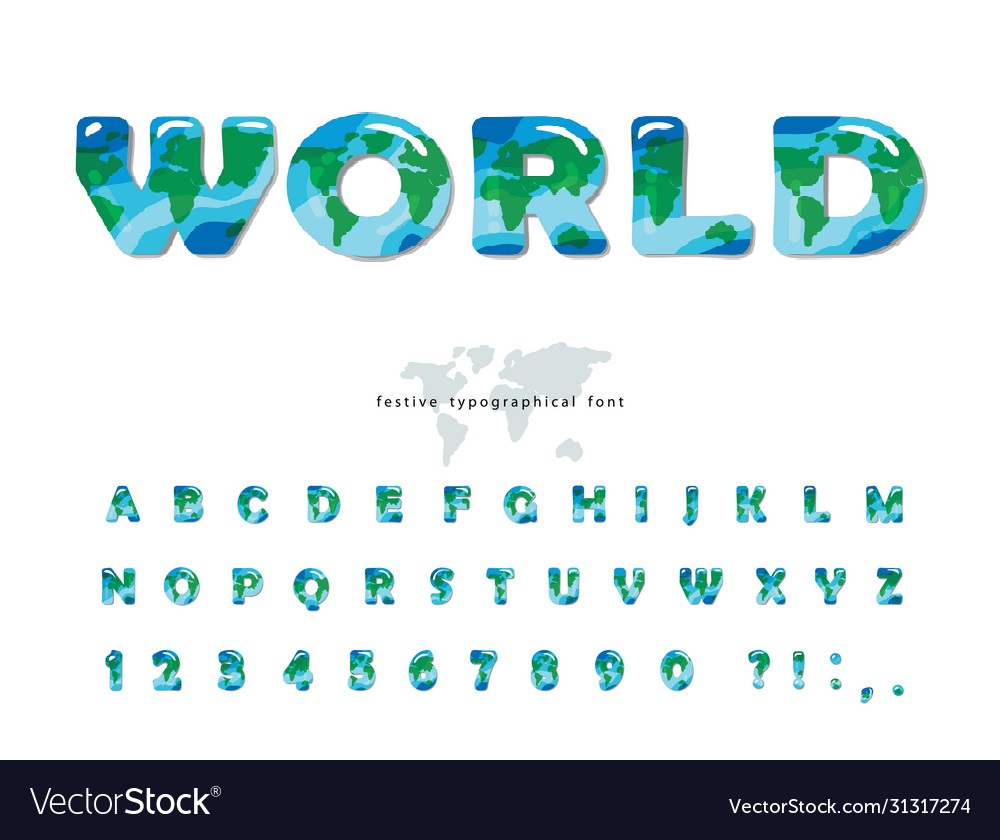 WORLD
festive typographical font
A B C D E F G H I J K L M
N O P Q R S T U V W X Y Z
1 2 3 4 5 6 7 8 9 0 ? ! : , .
VectorStock® VectorStock.com/31317274